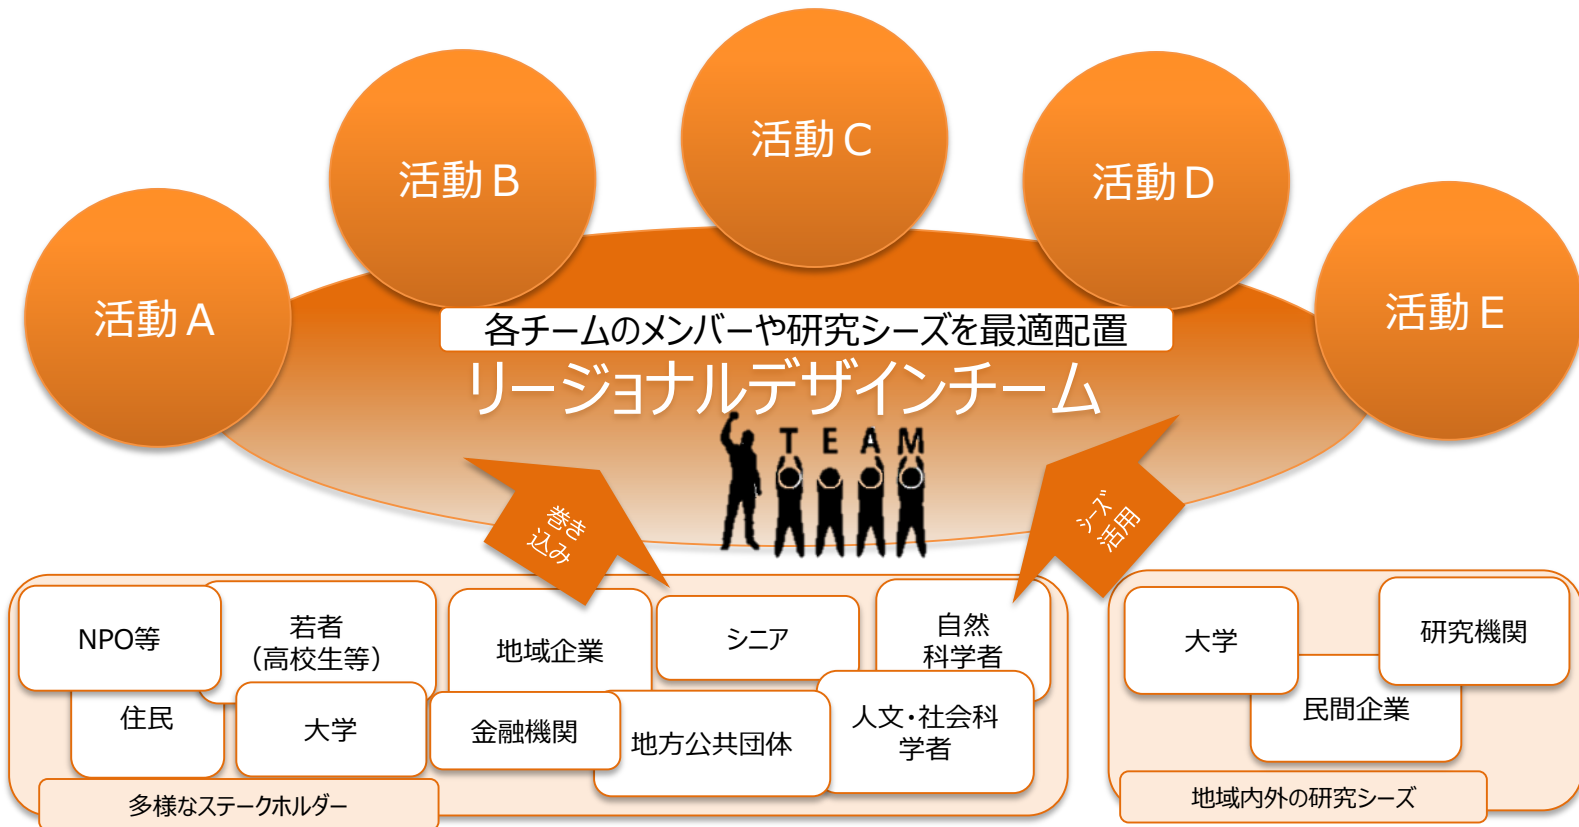 活動A
活動B
活動C
活動D
活動E
各チームのメンバーや研究シーズを最適配置
リージョナルデザインチーム
TEAM
巻き
込み
シーズ
活用
NPO等
若者
（高校生等）
地域企業
シニア
自然
科学者
住民
大学
金融機関
地方公共団体
人文・社会科
学者
多様なステークホルダー
大学
研究機関
民間企業
地域内外の研究シーズ